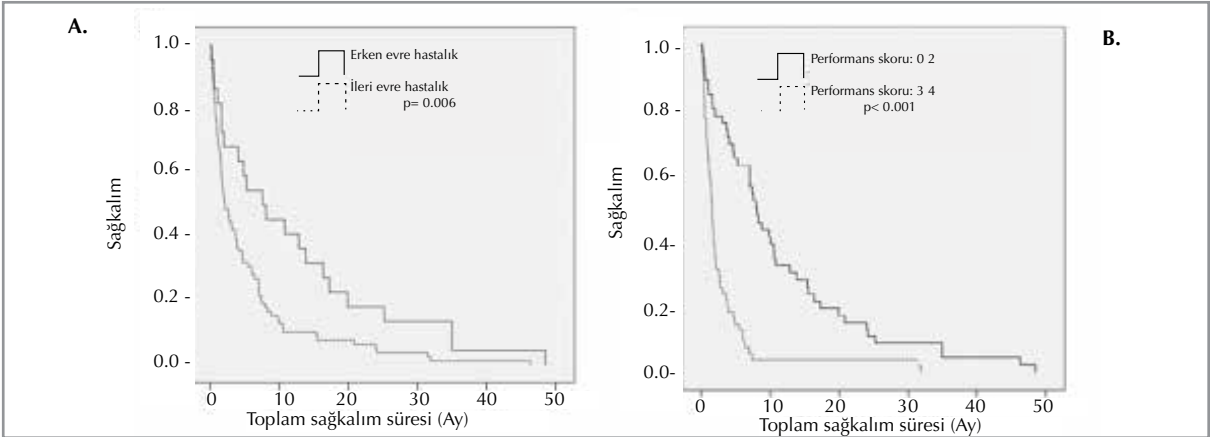 A.
1.0 -
0.8 -
0.6 -
0.4 -
0.2 -
0.0 -
Sağkalım
Erken evre hastalık
İleri evre hastalık
p= 0.006
0 10 20 30 40 50
Toplam sağkalım süresi (Ay)
B.
1.0 -
0.8 -
0.6-
0.4-
0.2-
0.0-
Sağkalım
Performans skoru: 0 2
Performans skoru: 3 4
p< 0.001
0 10 20 30 40 50
Toplam sağkalım süresi (Ay)